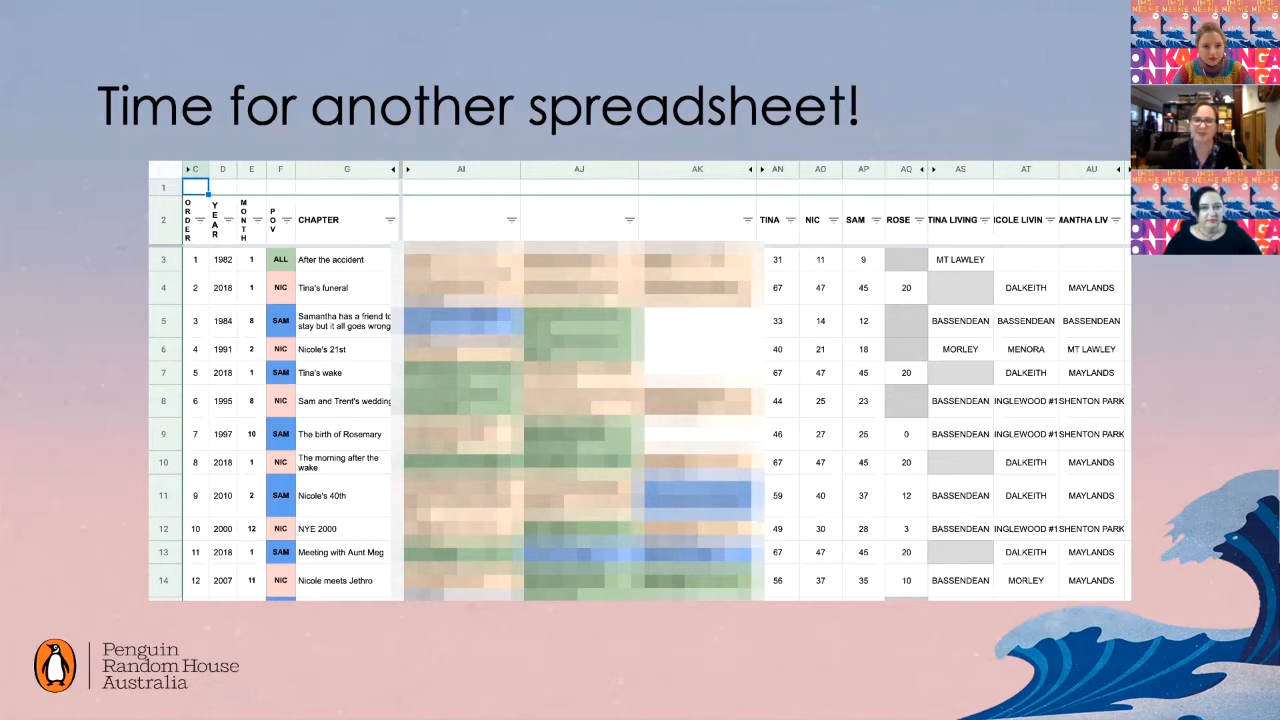 Time for another spreadsheet!
C D E F G AI AJ AK AN AO AP AQ AS AT AU
1
2 ORDER YEAR MONTH POV CHAPTER TINA NIC SAM ROSE TINA LIVING ICOLE LIVIN MANTHA LIV
3 1 1982 1 ALL After the accident 31 11 9 MT LAWLEY
4 2 2018 1 NIC Tina's funeral 67 47 45 20 DALKEITH MAYLANDS
5 3 1984 8 SAM Samantha has a friend to
stay but it all goes wrong 33 14 12 BASSENDEAN BASSENDEAN BASSENDEAN
6 4 1991 2 NIC Nicole's 21st 40 21 18 MORLEY MENORA MT LAWLEY
7 5 2018 1 SAM Tina's wake 67 47 45 20 DALKEITH MAYLANDS
8 6 1995 8 NIC Sam and Trent's wedding 44 25 23 BASSENDEAN INGLEWOOD #1 SHENTON PARK
9 7 1997 10 SAM The birth of Rosemary 46 27 25 0 BASSENDEAN INGLEWOOD #1 SHENTON PARK
10 8 2018 1 NIC The morning after the
wake 67 47 45 20 DALKEITH MAYLANDS
11 9 2010 2 SAM Nicole's 40th 59 40 37 12 BASSENDEAN DALKEITH MAYLANDS
12 10 2000 12 NIC NYE 2000 49 30 28 3 BASSENDEAN INGLEWOOD #1 SHENTON PARK
13 11 2018 1 SAM Meeting with Aunt Meg 67 47 45 20 DALKEITH MAYLANDS
14 12 2007 11 NIC Nicole meets Jethro 56 37 35 10 BASSENDEAN MORLEY MAYLANDS
Penguin
Random House
Australia